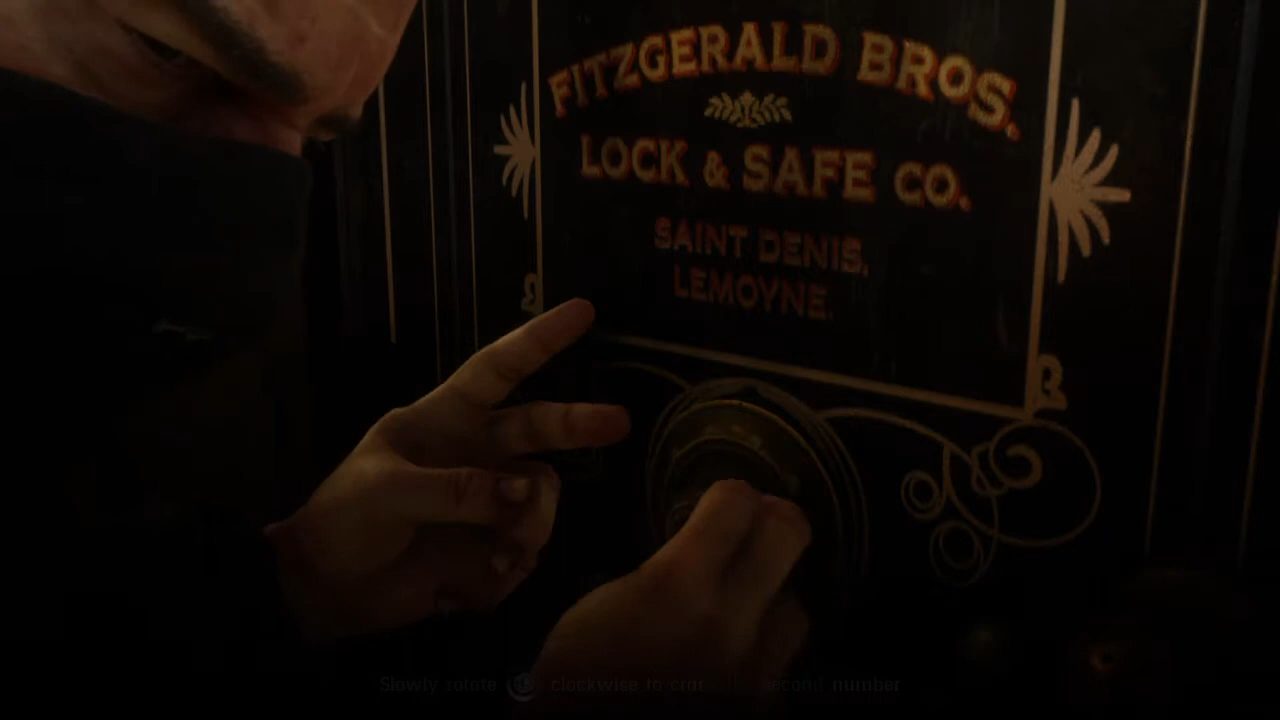 FITZGERALD BROS.
LOCK & SAFE CO.
SAINT DENIS,
LEMOYNE.
Slowly rotate clockwise to crack the second number